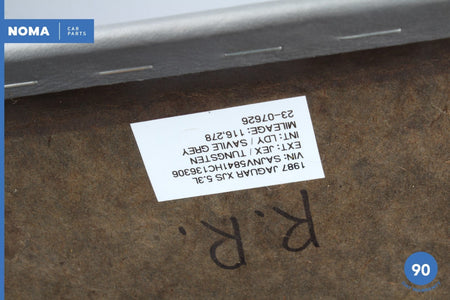 NOMA CAR PARTS
1987 JAGUAR XJS 5.3L
VIN: SAJNV5841HC136306
EXT: JEX / TUNGSTEN
INT: LDY / SAVILE GREY
MILEAGE: 116,278
23-07626
R.R.
90